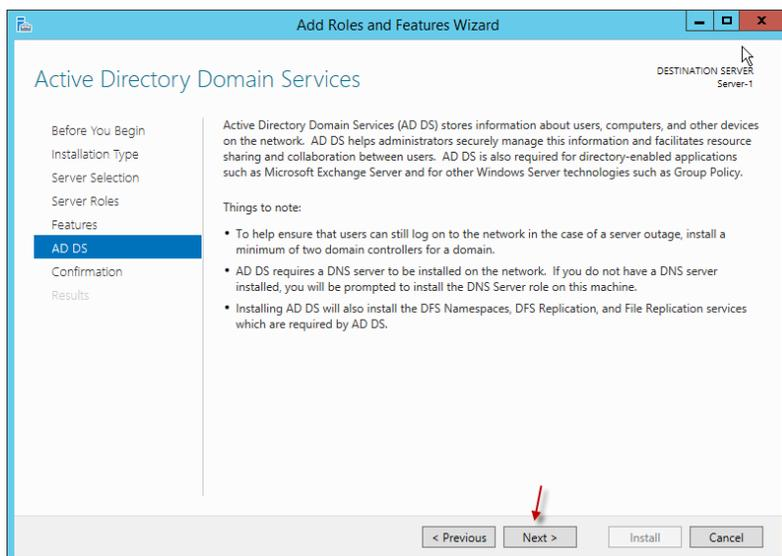 Add Roles and Features Wizard
Active Directory Domain Services
DESTINATION SERVER
Server-1
Before You Begin
Installation Type
Server Selection
Server Roles
Features
AD DS
Confirmation
Results
Active Directory Domain Services (AD DS) stores information about users, computers, and other devices
on the network. AD DS helps administrators securely manage this information and facilitates resource
sharing and collaboration between users. AD DS is also required for directory-enabled applications
such as Microsoft Exchange Server and for other Windows Server technologies such as Group Policy.
Things to note:
• To help ensure that users can still log on to the network in the case of a server outage, install a
minimum of two domain controllers for a domain.
• AD DS requires a DNS server to be installed on the network. If you do not have a DNS server
installed, you will be prompted to install the DNS Server role on this machine.
• Installing AD DS will also install the DFS Namespaces, DFS Replication, and File Replication services
which are required by AD DS.
< Previous
Next >
Install
Cancel